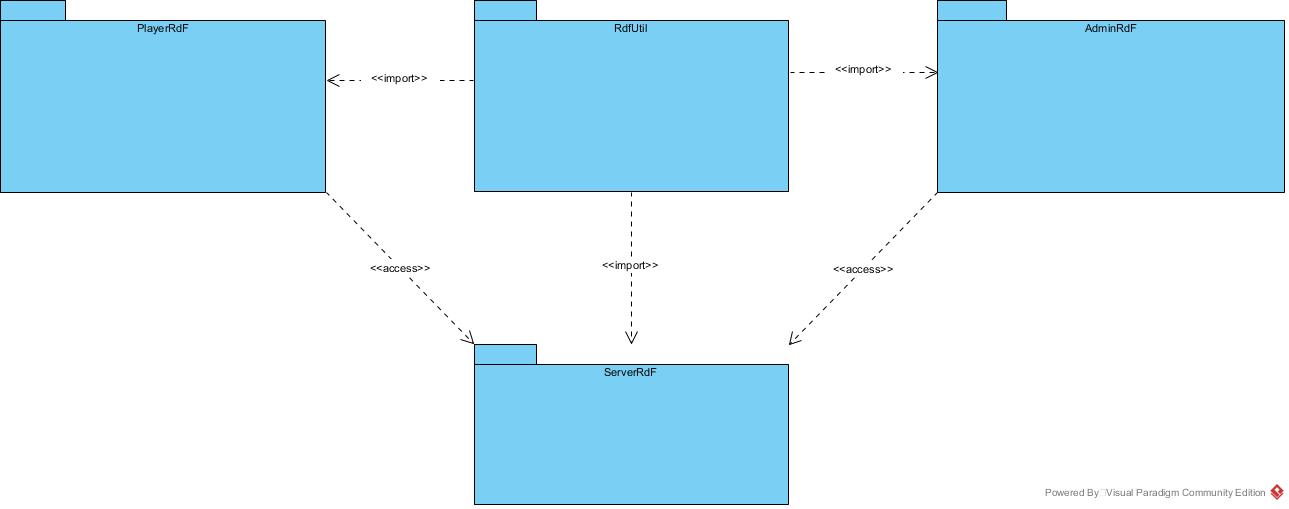 PlayerRdF
RdfUtil
AdminRdF
<<import>>
<<import>>
<<access>>
<<import>>
<<access>>
ServerRdF
Powered By Visual Paradigm Community Edition